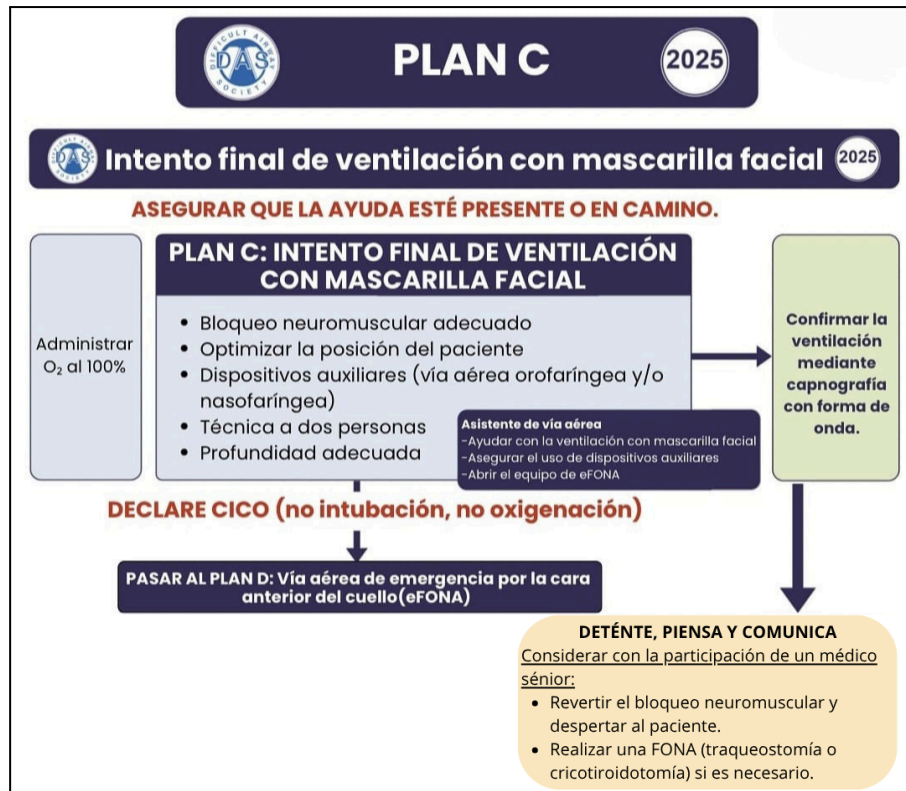 DIFFICULT AIRWAY
DAS
SOCIETY
PLAN C
2025
DAS
Intento final de ventilación con mascarilla facial
2025
ASEGURAR QUE LA AYUDA ESTÉ PRESENTE O EN CAMINO.
Administrar
O₂ al 100%
PLAN C: INTENTO FINAL DE VENTILACIÓN
CON MASCARILLA FACIAL
• Bloqueo neuromuscular adecuado
• Optimizar la posición del paciente
• Dispositivos auxiliares (vía aérea orofaríngea y/o
nasofaríngea)
• Técnica a dos personas
• Profundidad adecuada
Asistente de vía aérea
-Ayudar con la ventilación con mascarilla facial
-Asegurar el uso de dispositivos auxiliares
-Abrir el equipo de eFONA
Confirmar la
ventilación
mediante
capnografía
con forma de
onda.
DECLARE CICO (no intubación, no oxigenación)
PASAR AL PLAN D: Vía aérea de emergencia por la cara
anterior del cuello(eFONA)
DETÉNTE, PIENSA Y COMUNICA
Considerar con la participación de un médico
sénior:
• Revertir el bloqueo neuromuscular y
despertar al paciente.
• Realizar una FONA (traqueostomía o
cricotiroidotomía) si es necesario.